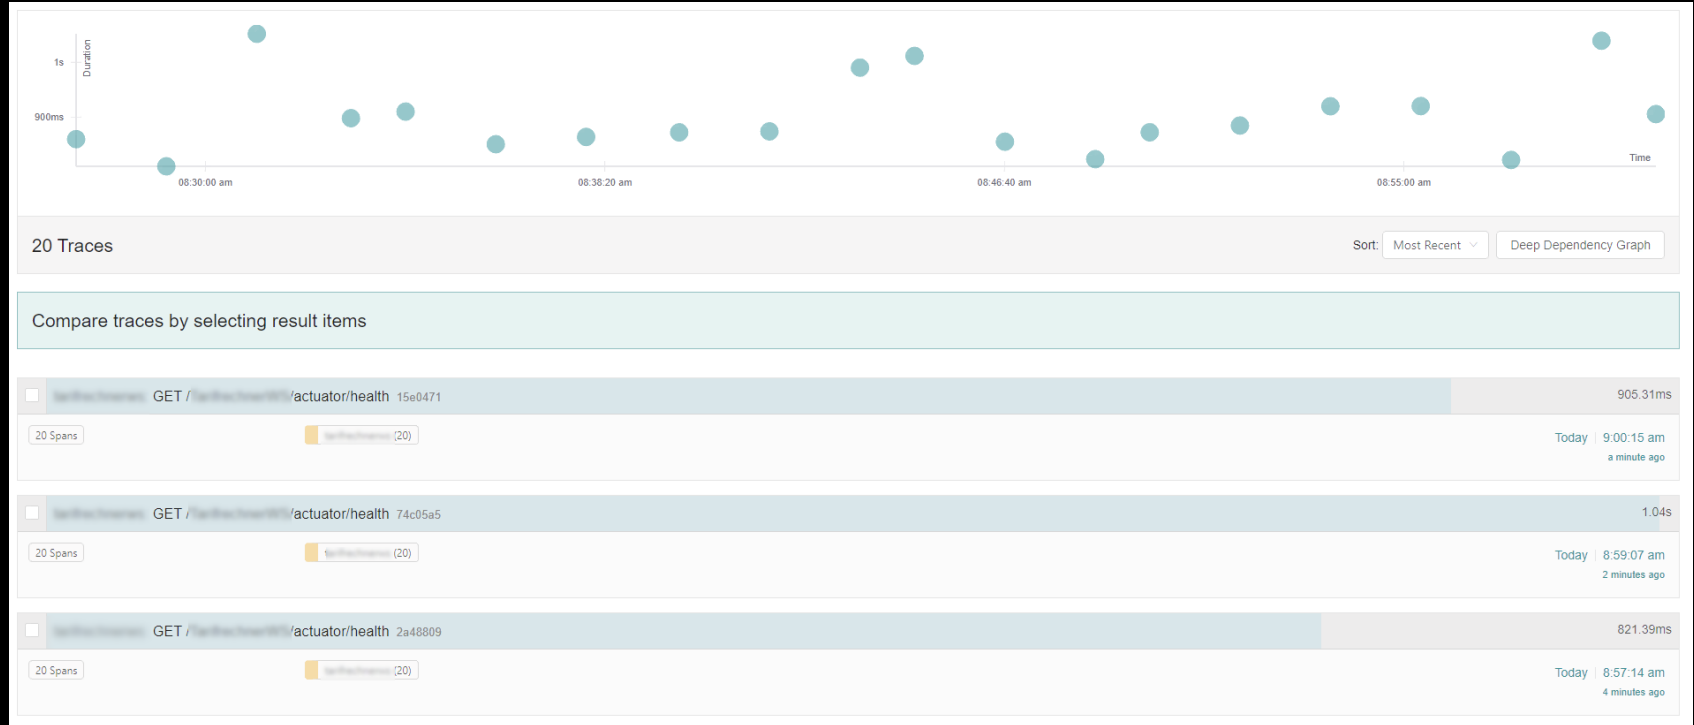 Duration
1s
900ms
Time
08:30:00 am 08:38:20 am 08:46:40 am 08:55:00 am
20 Traces Sort: Most Recent Deep Dependency Graph
Compare traces by selecting result items
GET / /actuator/health 15e0471 905.31ms
20 Spans (20) Today 9:00:15 am
a minute ago
GET / /actuator/health 74c05a5 1.04s
20 Spans (20) Today 8:59:07 am
2 minutes ago
GET / /actuator/health 2a48809 821.39ms
20 Spans (20) Today 8:57:14 am
4 minutes ago